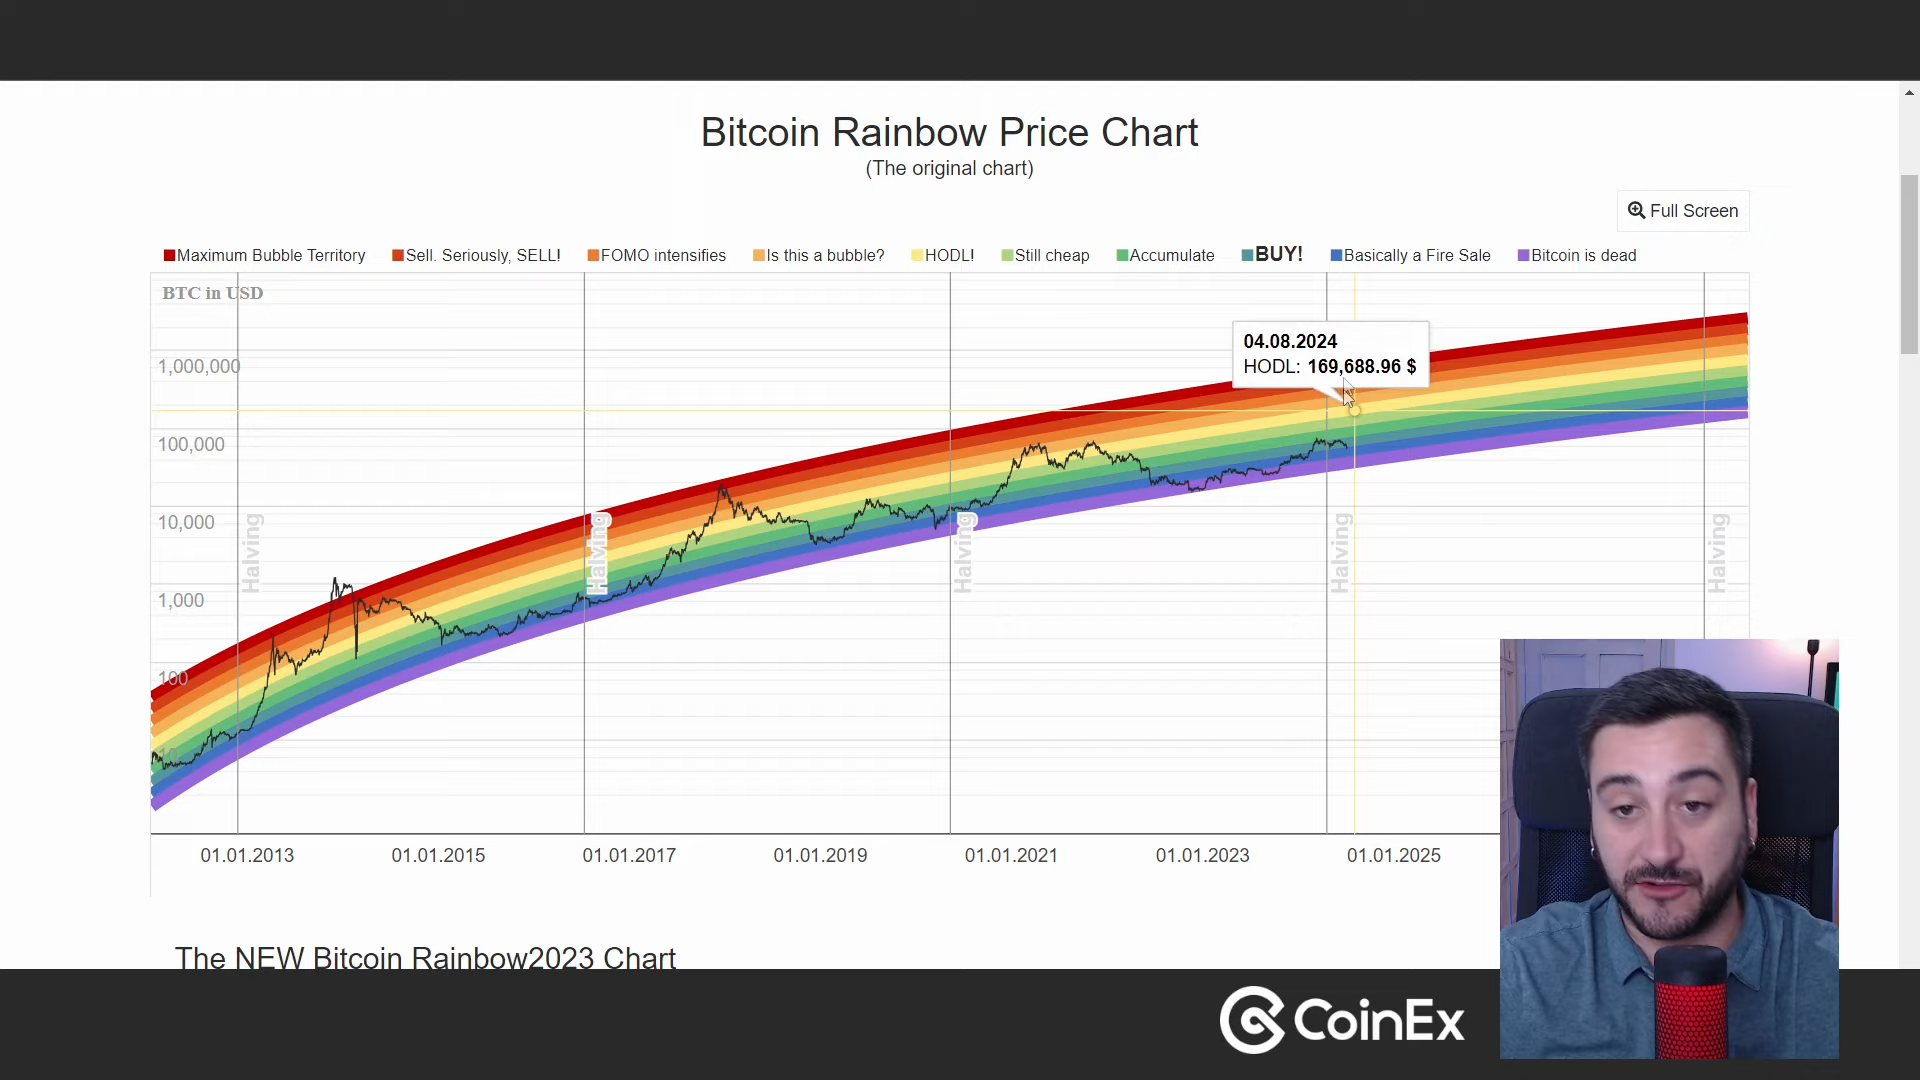 Bitcoin Rainbow Price Chart
(The original chart)
Full Screen
Maximum Bubble Territory Sell. Seriously, SELL! FOMO intensifies Is this a bubble? HODL! Still cheap Accumulate BUY! Basically a Fire Sale Bitcoin is dead
BTC in USD
04.08.2024
HODL: 169,688.96 $
1,000,000
100,000
10,000
1,000
100
10
Halving
Halving
Halving
Halving
Halving
01.01.2013 01.01.2015 01.01.2017 01.01.2019 01.01.2021 01.01.2023 01.01.2025
The NEW Bitcoin Rainbow2023 Chart
CoinEx